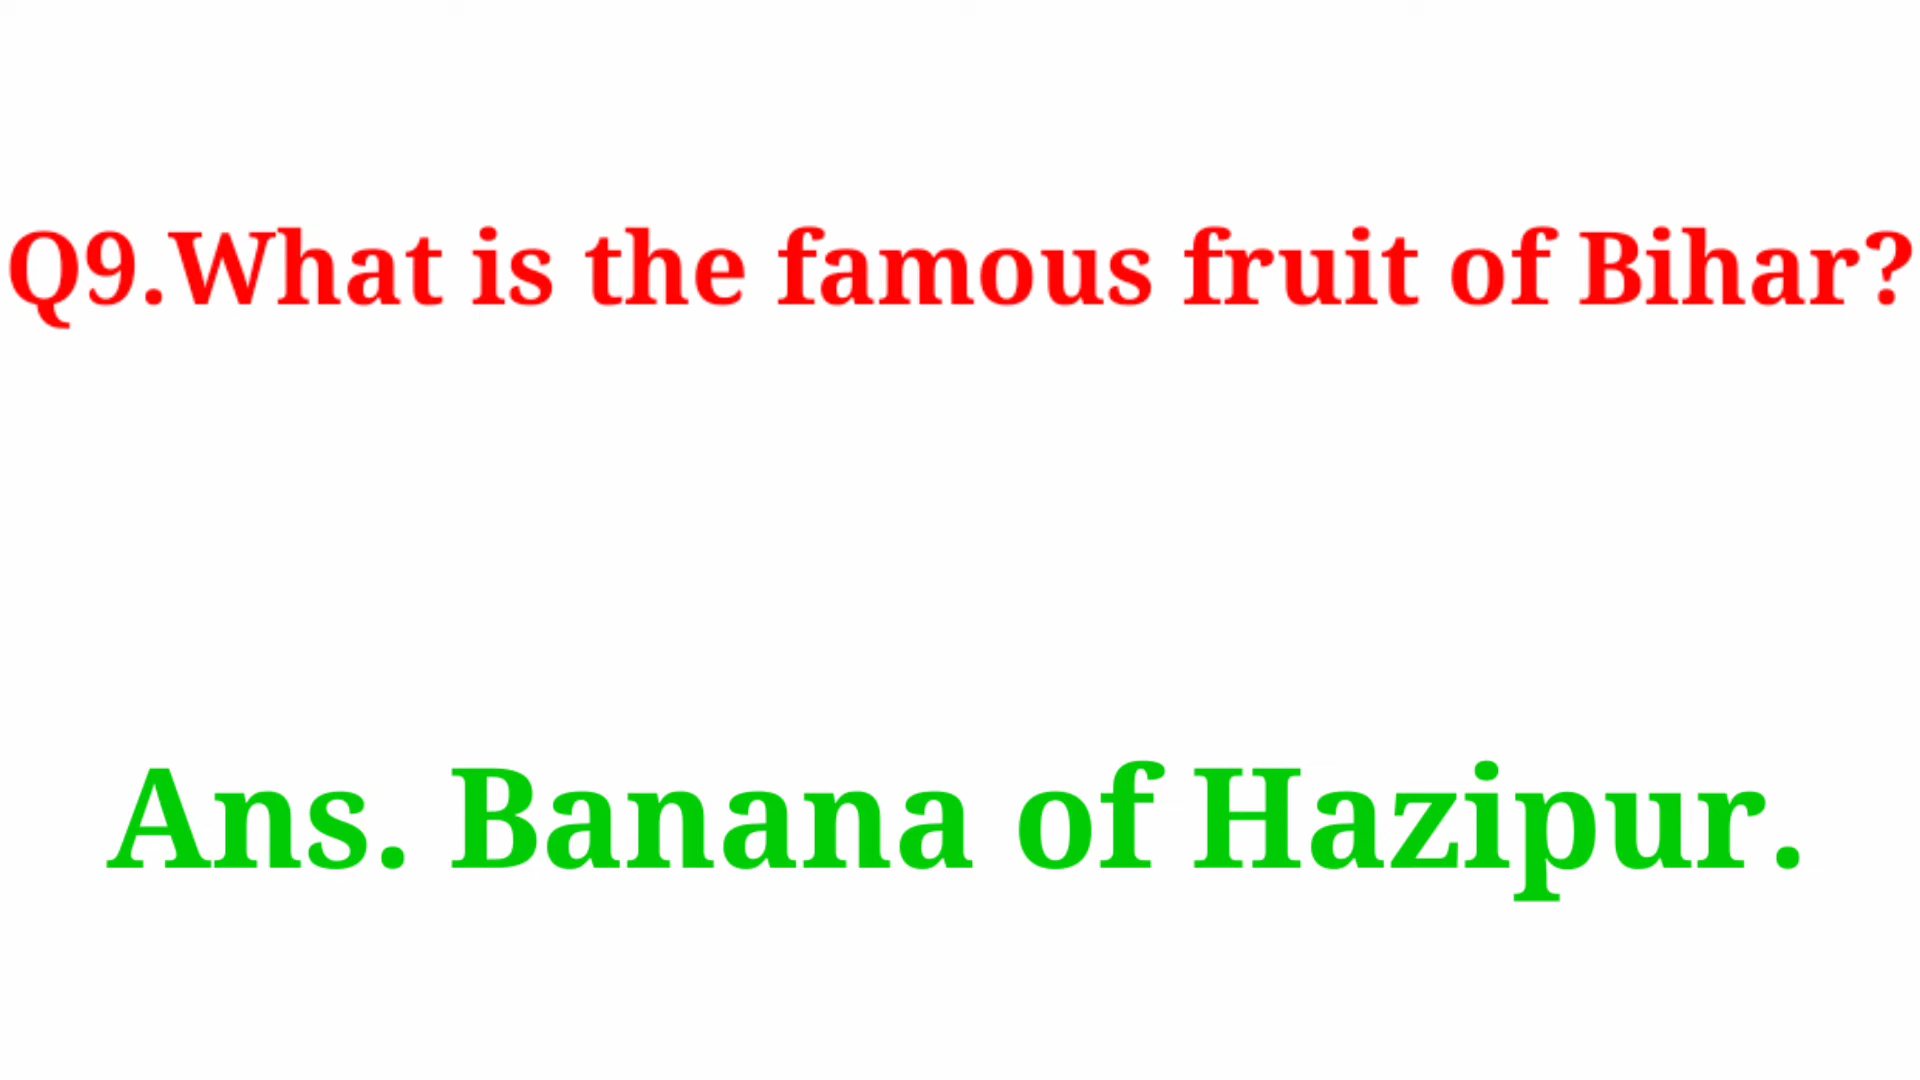 Q9.What is the famous fruit of Bihar?
Ans. Banana of Hazipur.